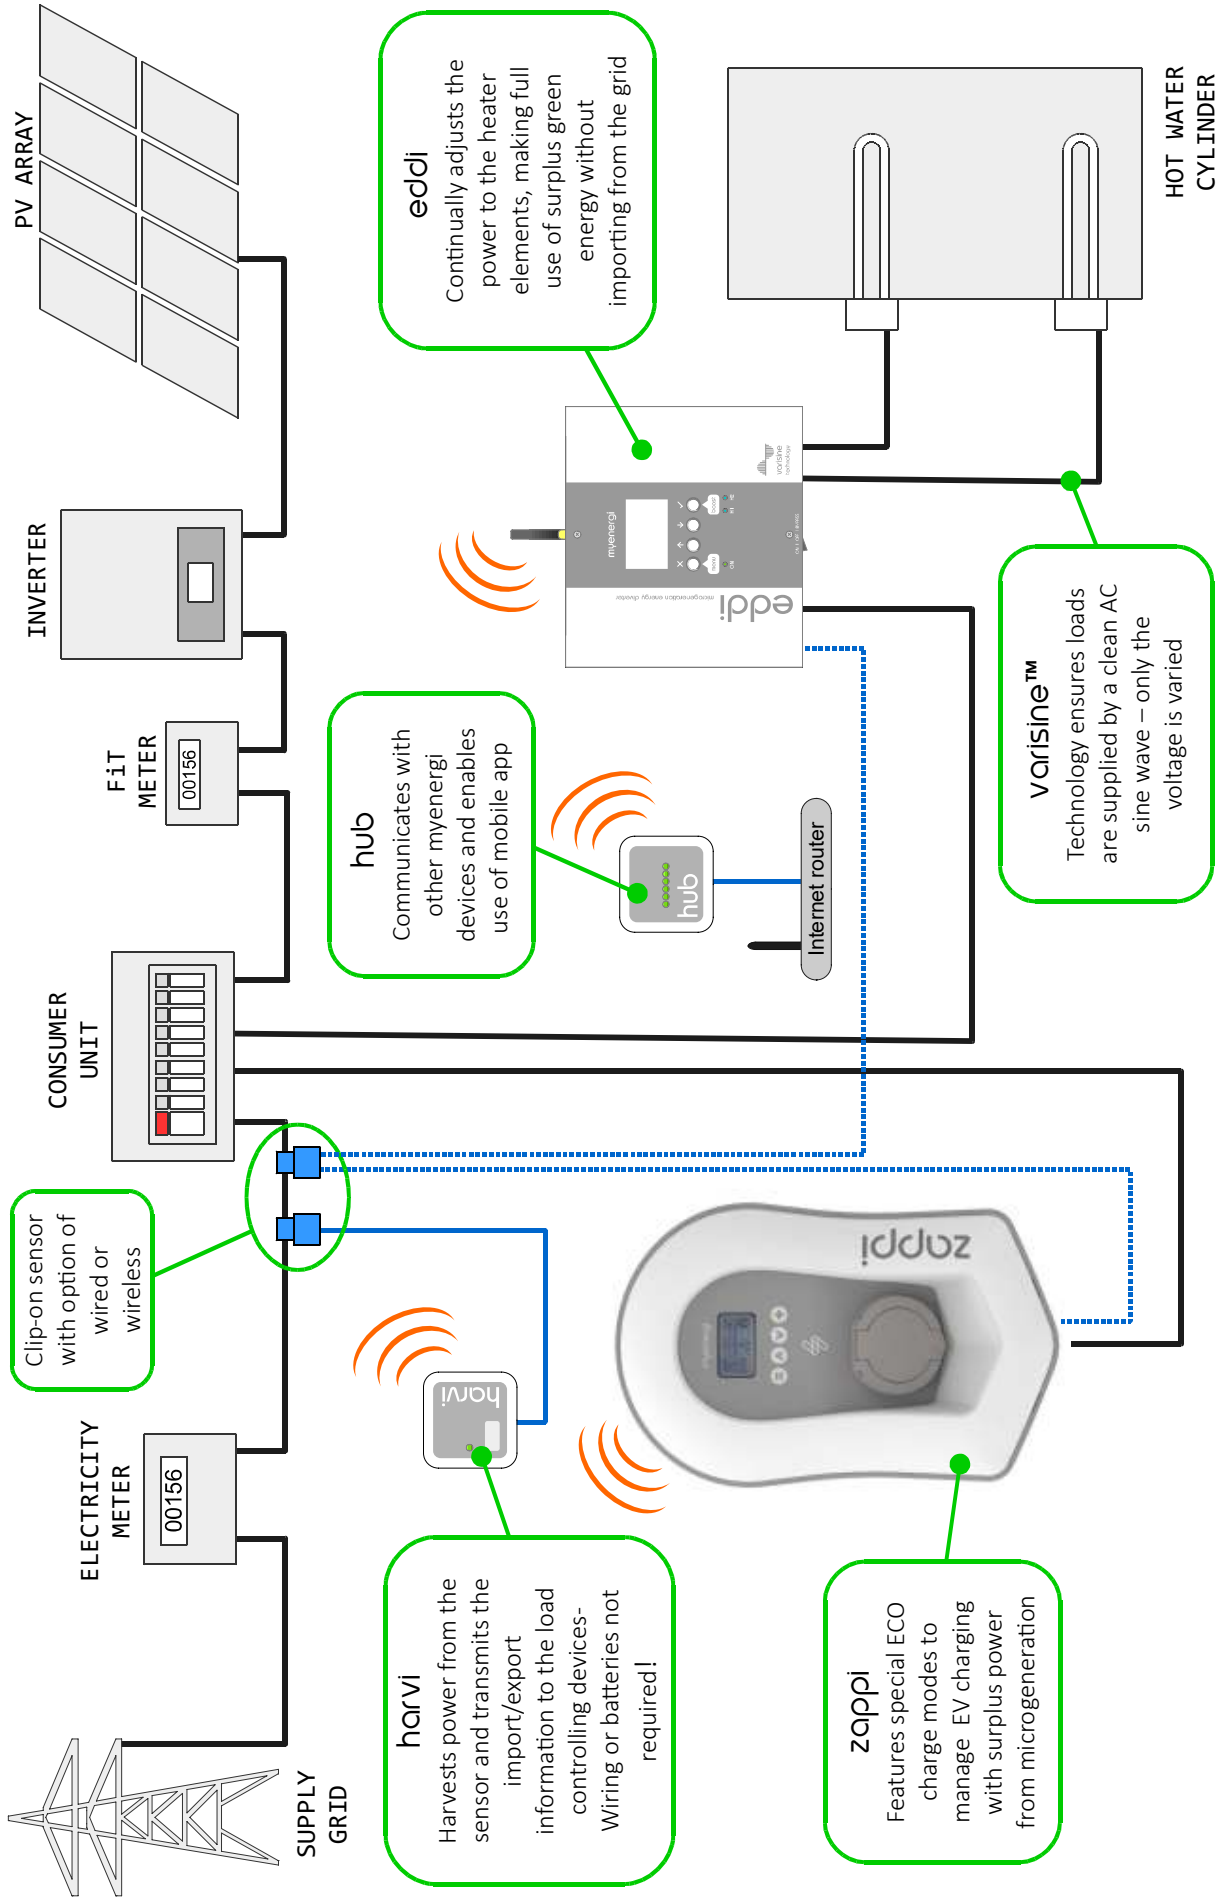 SUPPLY
GRID
ELECTRICITY
METER
00156
Clip-on sensor
with option of
wired or
wireless
CONSUMER
UNIT
FiT
METER
00156
INVERTER
PV ARRAY
harvi
Harvests power from the
sensor and transmits the
import/export
information to the load
controlling devices-
Wiring or batteries not
required!
harvi
hub
Communicates with
other myenergi
devices and enables
use of mobile app
hub
Internet router
eddi
Continually adjusts the
power to the heater
elements, making full
use of surplus green
energy without
importing from the grid
myenergi
eddi
microgeneration energy divertor
varisine
technology
zappi
Features special ECO
charge modes to
manage EV charging
with surplus power
from microgeneration
zappi
varisine™
Technology ensures loads
are supplied by a clean AC
sine wave – only the
voltage is varied
HOT WATER
CYLINDER